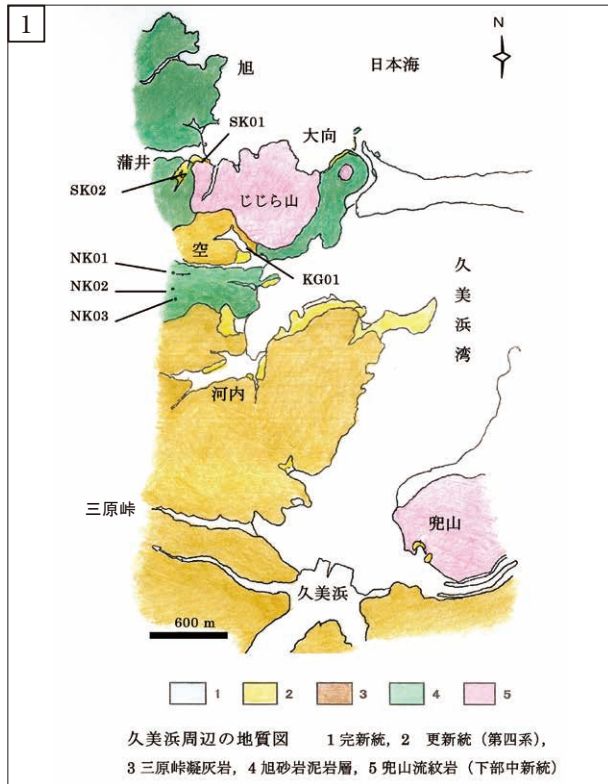 1
N
旭
日本海
SK01
大向
蒲井
SK02
じじら山
空
NK01
KG01
NK02
久美浜湾
NK03
河内
三原峠
兜山
久美浜
600 m
1
2
3
4
5
久美浜周辺の地質図 1 完新統, 2 更新統 (第四系),
3 三原峠凝灰岩, 4 旭砂岩泥岩層, 5 兜山流紋岩 (下部中新統)